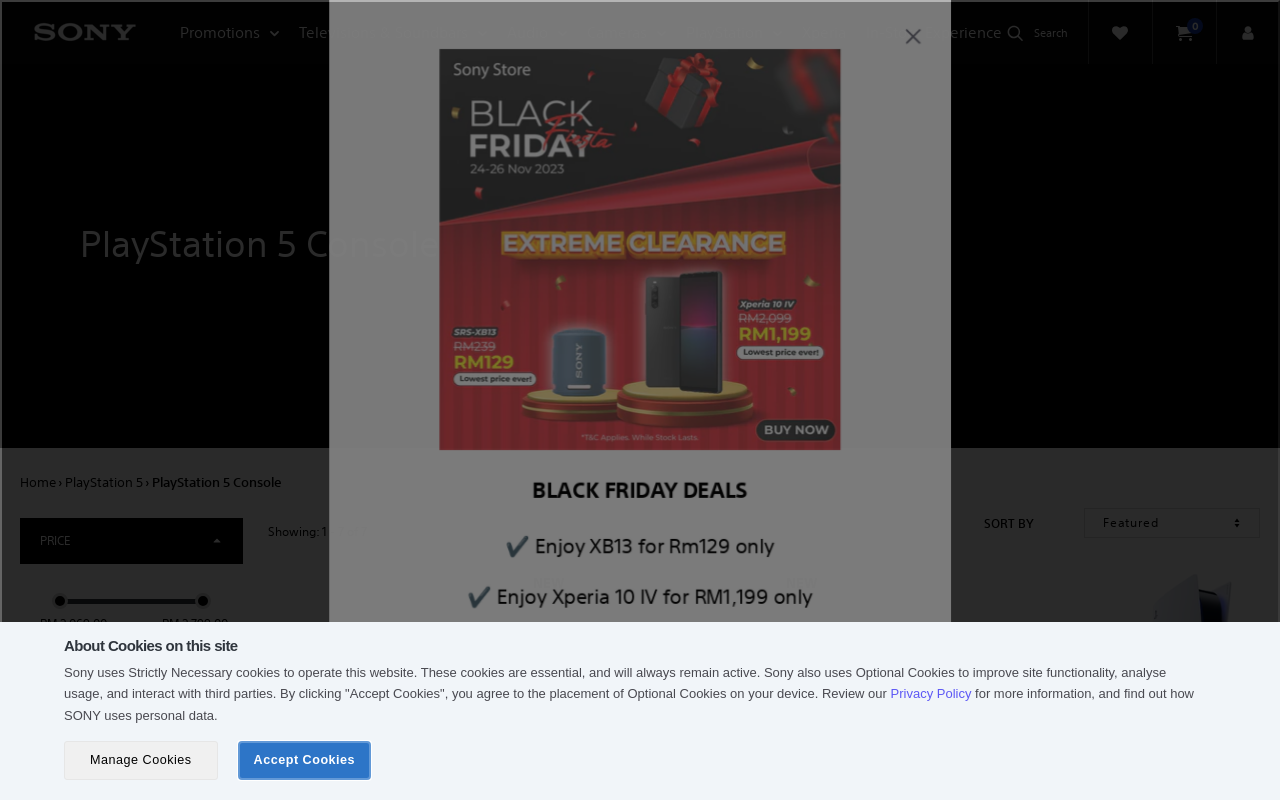 SONY
Promotions
Search
0
Sony Store
BLACK
FRIDAY
Fiesta
24-26 Nov 2023
PlayStation 5 Console
EXTREME CLEARANCE
Xperia 10 IV
RM2,099
RM1,199
Lowest price ever!
SRS-XB13
RM239
RM129
Lowest price ever!
SONY
BUY NOW
*T&C Applies. While Stock Lasts.
Home › PlayStation 5 › PlayStation 5 Console
BLACK FRIDAY DEALS
PRICE
Showing: 1
SORT BY
Featured
✔ Enjoy XB13 for Rm129 only
✔ Enjoy Xperia 10 IV for RM1,199 only
About Cookies on this site
Sony uses Strictly Necessary cookies to operate this website. These cookies are essential, and will always remain active. Sony also uses Optional Cookies to improve site functionality, analyse
usage, and interact with third parties. By clicking "Accept Cookies", you agree to the placement of Optional Cookies on your device. Review our Privacy Policy for more information, and find out how
SONY uses personal data.
Manage Cookies
Accept Cookies